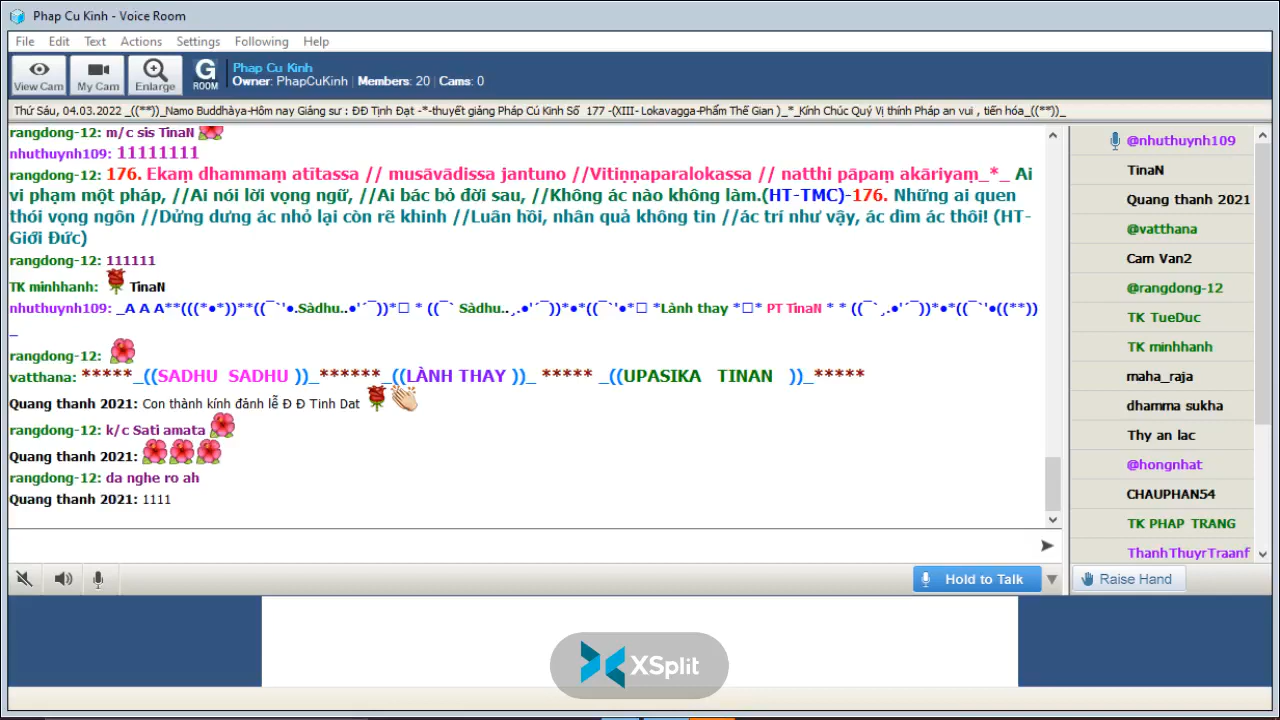 Phap Cu Kinh - Voice Room
File Edit Text Actions Settings Following Help
View Cam My Cam Enlarge G ROOM
Phap Cu Kinh
Owner: PhapCuKinh | Members: 20 | Cams: 0
Thứ Sáu, 04.03.2022 _((**))_Namo Buddhàya-Hôm nay Giảng sư : ĐĐ Tịnh Đạt -*-thuyết giảng Pháp Cú Kinh Số 177 -(XIII- Lokavagga-Phẩm Thế Gian )_*_Kính Chúc Quý Vị thính Pháp an vui , tiến hóa_((**))_
rangdong-12: m/c sis TinaN
nhuthuynh109: 11111111
rangdong-12: 176. Ekaṃ dhammaṃ atītassa // musāvādissa jantuno //Vitiṇṇaparalokassa // natthi pāpaṃ akāriyaṃ_*_ Ai
vi phạm một pháp, //Ai nói lời vọng ngữ, //Ai bác bỏ đời sau, //Không ác nào không làm.(HT-TMC)-176. Những ai quen
thói vọng ngôn //Dửng dưng ác nhỏ lại còn rẽ khinh //Luân hồi, nhân quả không tin //ác trí như vậy, ác dìm ác thôi! (HT-
Giới Đức)
rangdong-12: 111111
TK minhhanh: TinaN
nhuthuynh109: _A A A**(((*•*))**((¯`'•.Sàdhu..•'´¯))*□ * ((¯` Sàdhu..¸.•'´¯))*•*((¯`'•*□ *Lành thay *□* PT TinaN * * ((¯`¸.•'´¯))*•*((¯`'•((**))
_
rangdong-12:
vatthana: *****_((SADHU SADHU ))_******_((LÀNH THAY ))_ ***** _((UPASIKA TINAN ))_*****
Quang thanh 2021: Con thành kính đảnh lễ Đ Đ Tinh Dat
rangdong-12: k/c Sati amata
Quang thanh 2021:
rangdong-12: da nghe ro ah
Quang thanh 2021: 1111
@nhuthuynh109
TinaN
Quang thanh 2021
@vatthana
Cam Van2
@rangdong-12
TK TueDuc
TK minhhanh
maha_raja
dhamma sukha
Thy an lac
@hongnhat
CHAUPHAN54
TK PHAP TRANG
ThanhThuyrTraanf
Hold to Talk
Raise Hand
XSplit